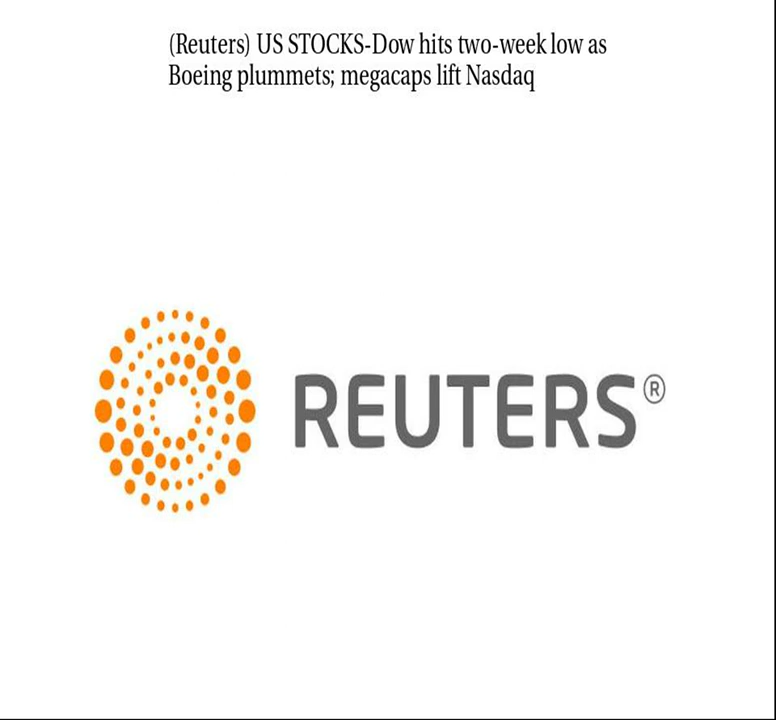 (Reuters) US STOCKS-Dow hits two-week low as
Boeing plummets; megacaps lift Nasdaq
REUTERS®